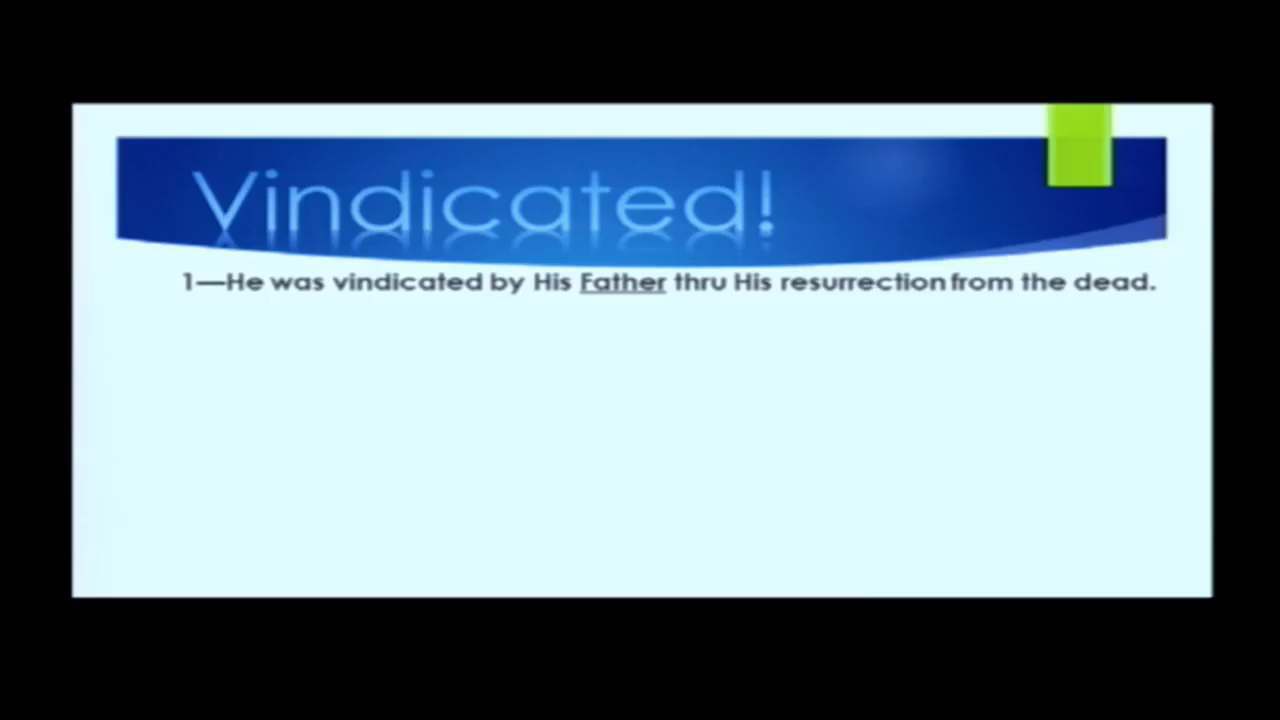 Vindicated!
1—He was vindicated by His Father thru His resurrection from the dead.